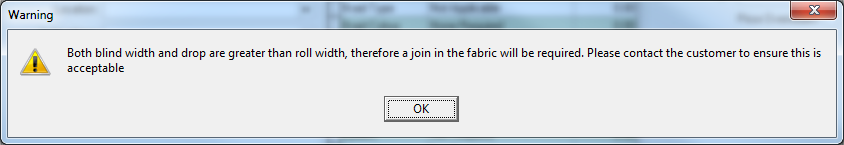 Warning
Both blind width and drop are greater than roll width, therefore a join in the fabric will be required. Please contact the customer to ensure this is
acceptable
OK